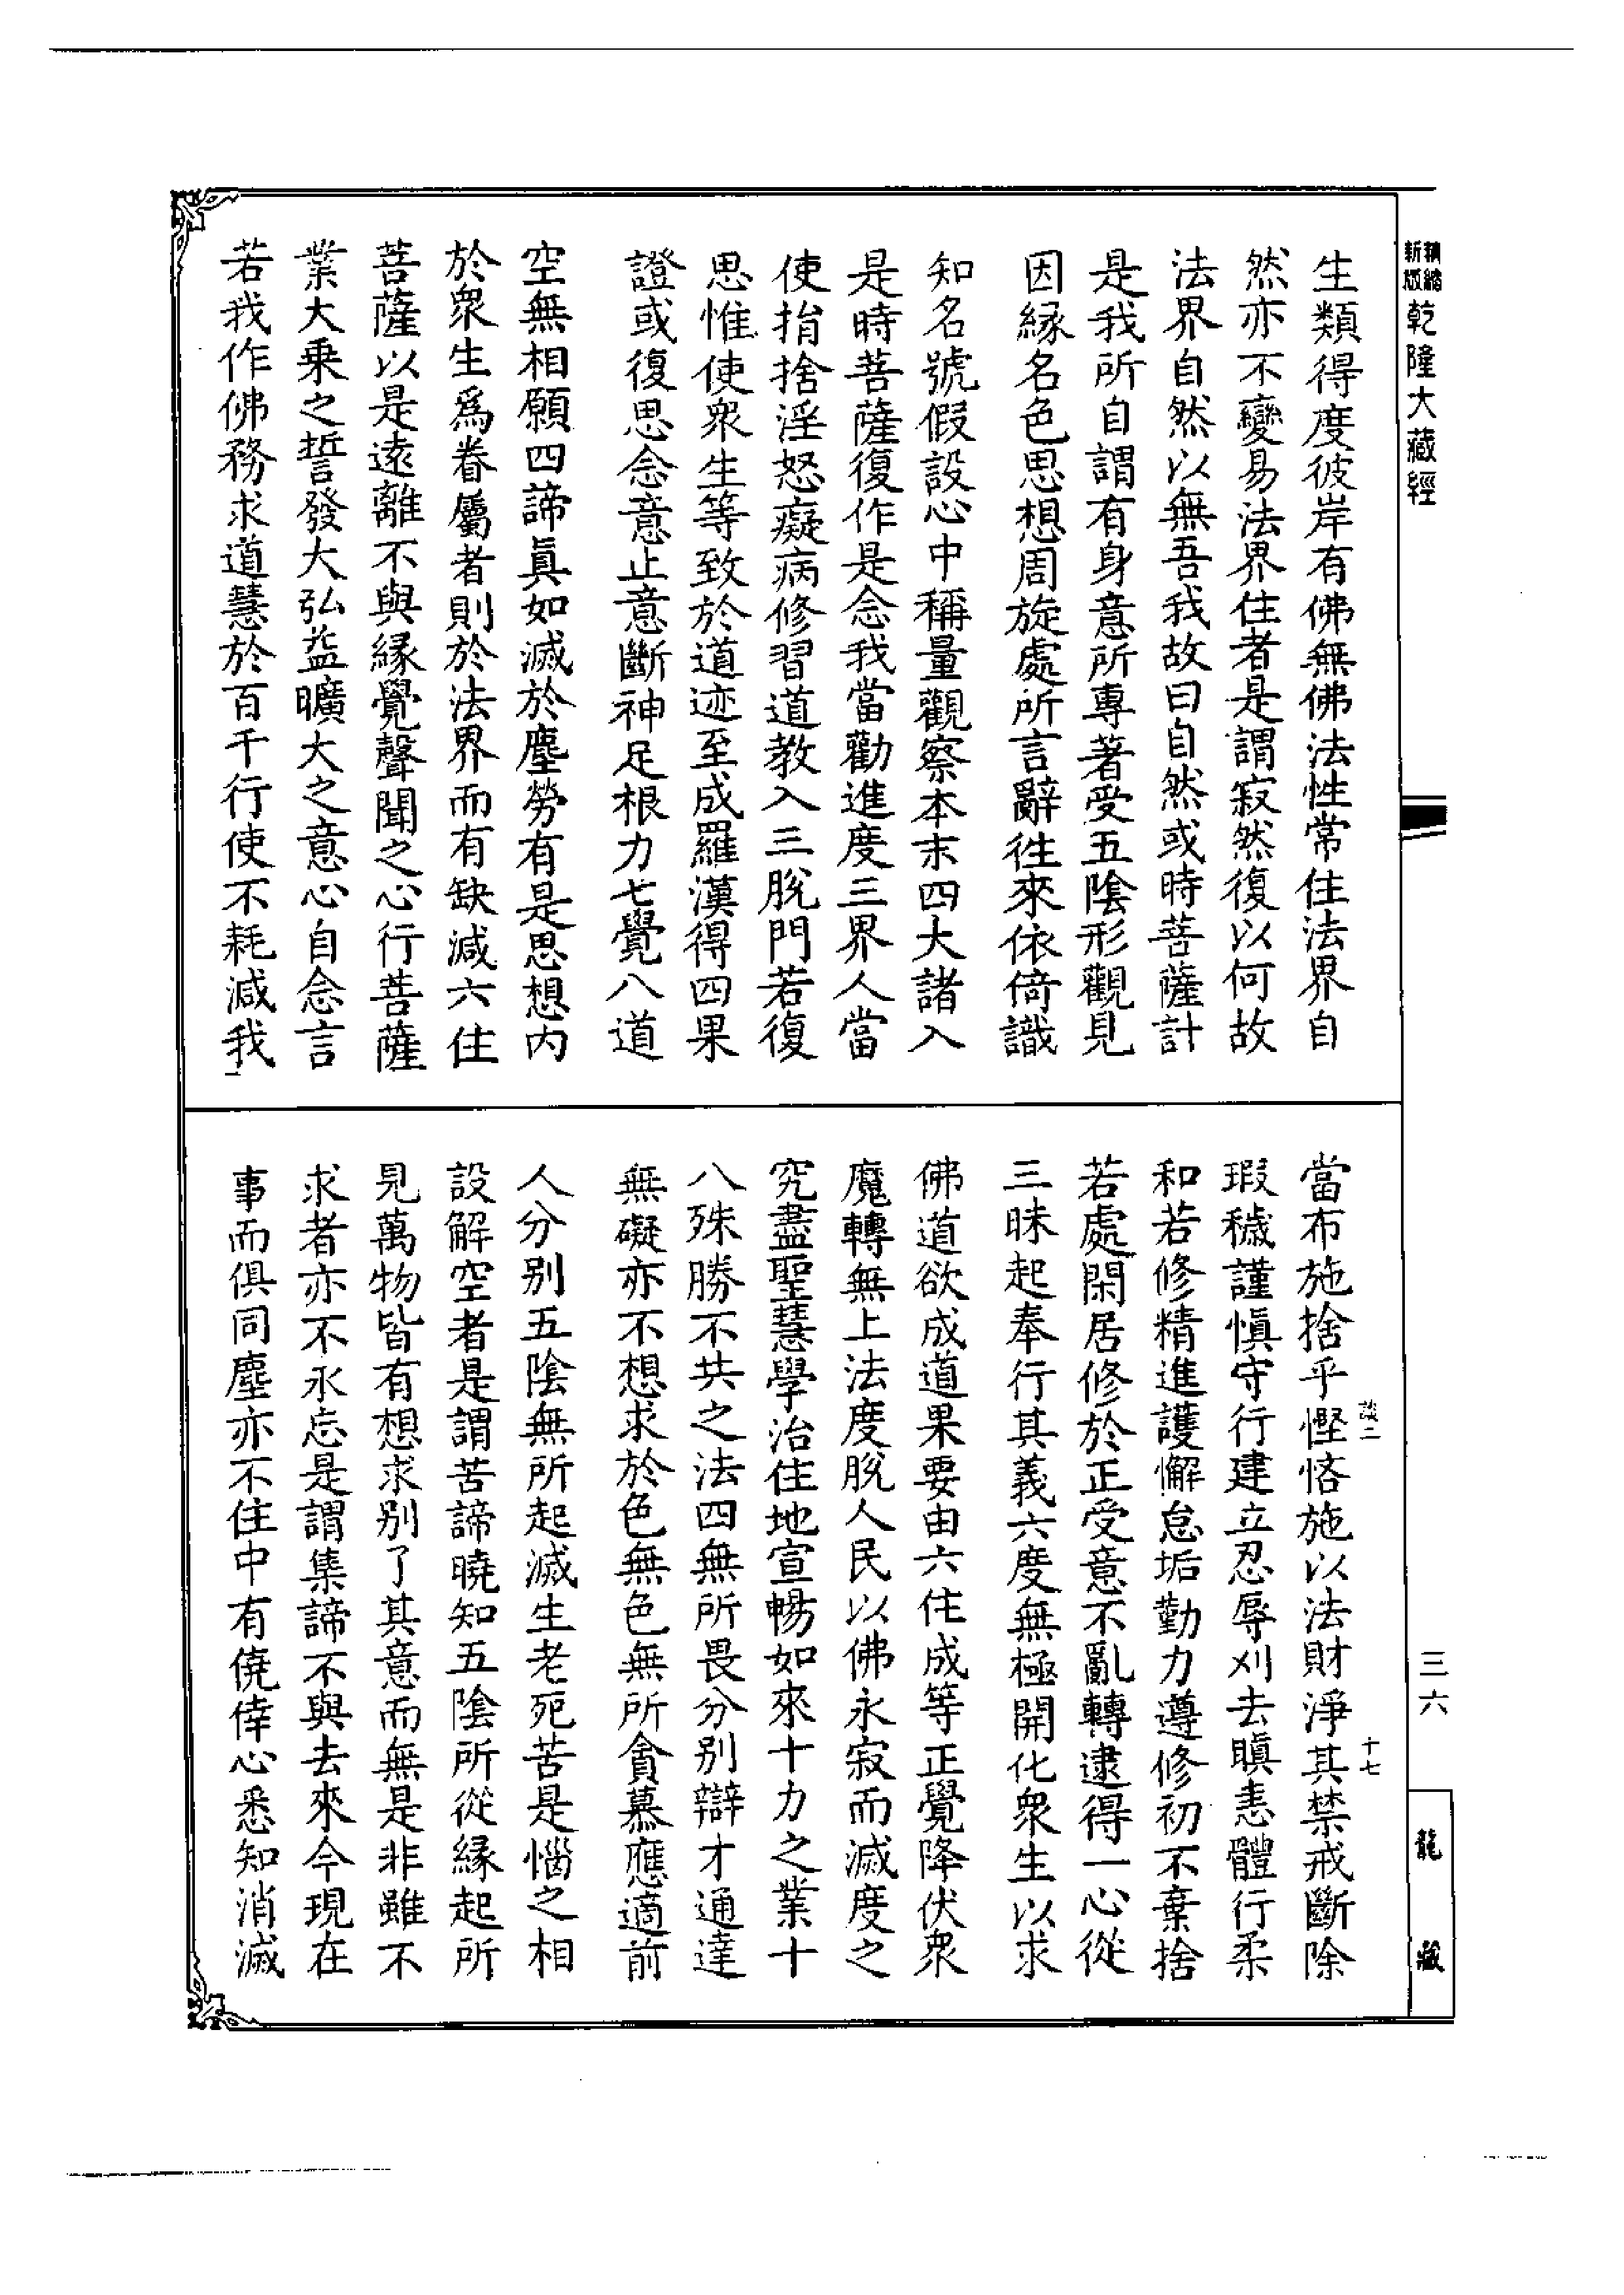 精縮新版乾隆大藏經
生類得度彼岸有佛無佛法性常住法界自
然亦不變易法界住者是謂寂然復以何故
法界自然以無吾我故曰自然或時菩薩計
是我所自謂有身意所專著受五陰形觀見
因緣名色思想周旋處所言辭徃來依倚識
知名號假設心中稱量觀察本末四大諸入
是時菩薩復作是念我當勸進度三界人當
使捐捨淫怒癡病修習道教入三脫門若復
思惟使衆生等致於道迹至成羅漢得四果
證或復思念意止意斷神足根力七覺八道
空無相願四諦眞如滅於塵勞有是思想內
於衆生爲眷屬者則於法界而有缺減六住
菩薩以是遠離不與緣覺聲聞之心行菩薩
業大乘之誓發大弘益曠大之意心自念言
若我作佛務求道慧於百千行使不耗減我
當布施捨乎慳悋施以法財淨其禁戒斷除
瑕穢謹愼守行建立忍辱刈去瞋恚體行柔
和若修精進護懈怠垢勤力遵修初不棄捨
若處閑居修於正受意不亂轉逮得一心從
三昧起奉行其義六度無極開化衆生以求
佛道欲成道果要由六住成等正覺降伏衆
魔轉無上法度脫人民以佛永寂而滅度之
究盡聖慧學治住地宣暢如來十力之業十
八殊勝不共之法四無所畏分别辯才通達
無礙亦不想求於色無色無所貪慕應適前
人分别五陰無所起滅生老死苦是惱之相
設解空者是謂苦諦曉知五陰所從緣起所
見萬物皆有想求别了其意而無是非雖不
求者亦不永忘是謂集諦不與去來今現在
事而俱同塵亦不住中有僥倖心悉知消滅
談二
十七
三六
龍藏